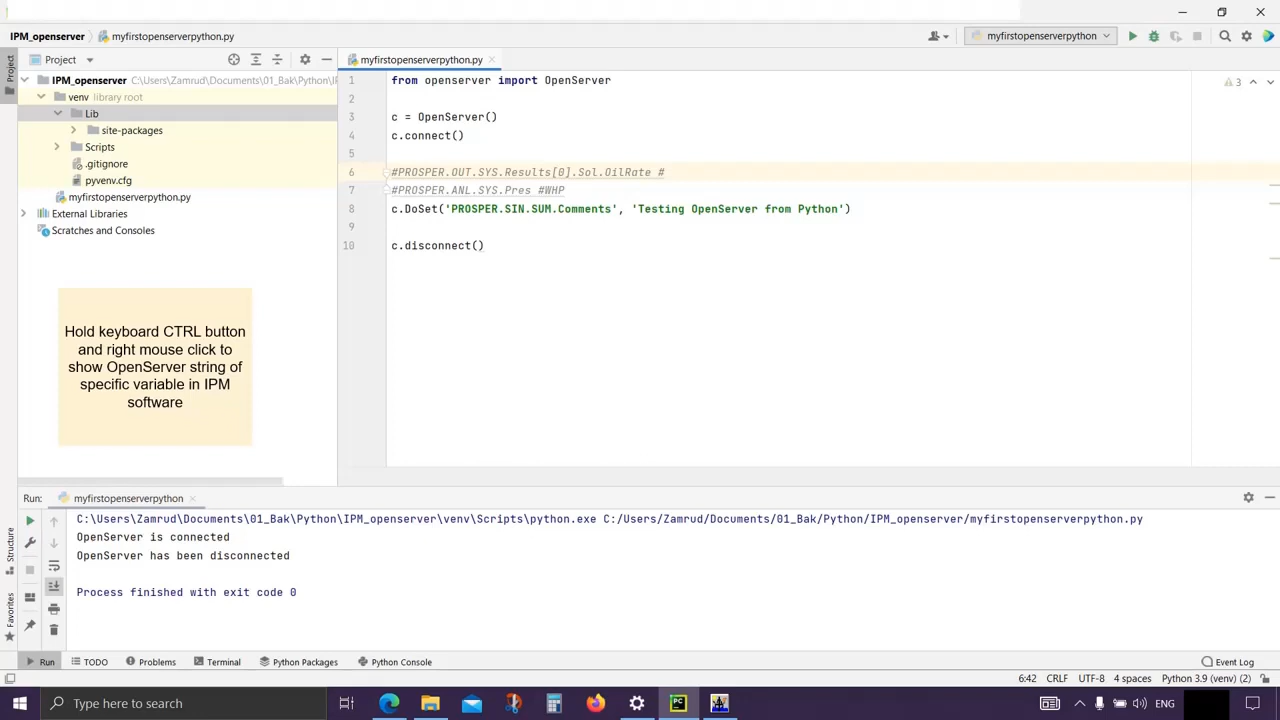 IPM_openserver
myfirstopenserverpython.py
myfirstopenserverpython
Project
myfirstopenserverpython.py
Project
IPM_openserver C:\Users\Zamrud\Documents\01_Bak\Python\I
venv library root
Lib
site-packages
Scripts
.gitignore
pyvenv.cfg
myfirstopenserverpython.py
External Libraries
Scratches and Consoles
1 from openserver import OpenServer
2
3 c = OpenServer()
4 c.connect()
5
6 #PROSPER.OUT.SYS.Results[0].Sol.OilRate #
7 #PROSPER.ANL.SYS.Pres #WHP
8 c.DoSet('PROSPER.SIN.SUM.Comments', 'Testing OpenServer from Python')
9
10 c.disconnect()
3
Hold keyboard CTRL button
and right mouse click to
show OpenServer string of
specific variable in IPM
software
Run: myfirstopenserverpython
C:\Users\Zamrud\Documents\01_Bak\Python\IPM_openserver\venv\Scripts\python.exe C:/Users/Zamrud/Documents/01_Bak/Python/IPM_openserver/myfirstopenserverpython.py
OpenServer is connected
OpenServer has been disconnected
Process finished with exit code 0
Structure
Favorites
Run TODO Problems Terminal Python Packages Python Console Event Log
6:42 CRLF UTF-8 4 spaces Python 3.9 (venv) (2)
Type here to search
PC
ENG